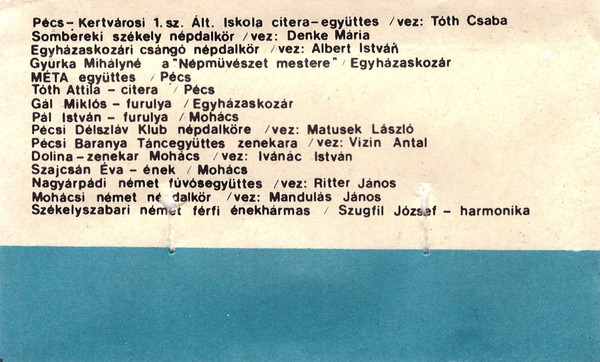 Pécs- Kertvárosi 1.sz. Ált. Iskola citera-együttes /vez: Tóth Csaba
Sombereki székely népdalkör /vez: Denke Mária
Egyházaskozári csángó népdalkör /vez: Albert István
Gyurka Mihályné a "Népművészet mestere" / Egyházaskozár
MÉTA együttes / Pécs
Tóth Attila - citera / Pécs
Gál Miklós - furulya / Egyházaskozár
Pál István - furulya / Mohács
Pécsi Délszláv Klub népdalköre /vez: Matusek László
Pécsi Baranya Táncegyüttes zenekara /vez: Vizin Antal
Dolina-zenekar Mohács /vez: Ivánác István
Szajcsán Éva - ének / Mohács
Nagyárpádi német fúvósegyüttes /vez: Ritter János
Mohácsi német népdalkör /vez: Mandulás János
Székelyszabari német férfi énekhármas / Szugfil József - harmonika